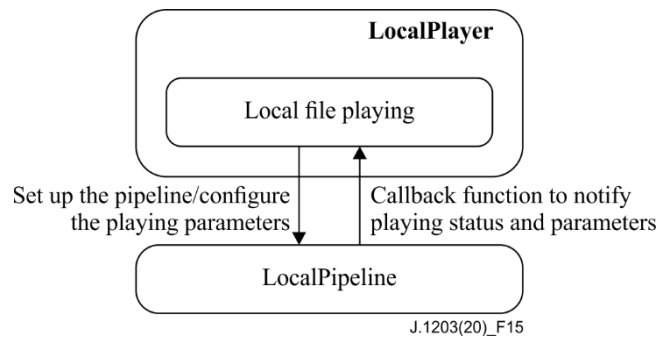 LocalPlayer
Local file playing
Set up the pipeline/configure
the playing parameters
Callback function to notify
playing status and parameters
LocalPipeline
J.1203(20)_F15